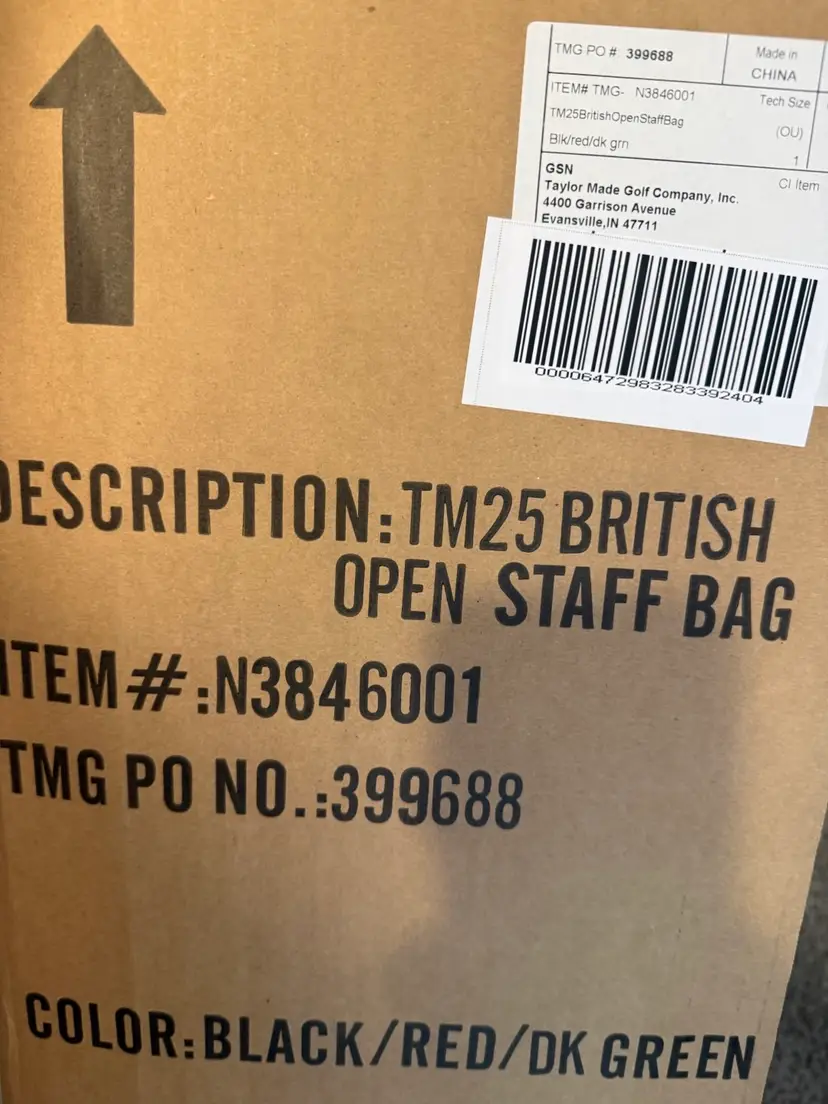 TMG PO # 399688
Made in
CHINA
ITEM# TMG- N3846001
Tech Size
TM25BritishOpenStaffBag
(OU)
Blk/red/dk grn
1
GSN
CI Item
Taylor Made Golf Company, Inc.
4400 Garrison Avenue
Evansville,IN 47711
00006472983283392404
DESCRIPTION:TM25 BRITISH
OPEN STAFF BAG
ITEM#:N3846001
TMG PO NO.:399688
COLOR:BLACK/RED/DK GREEN